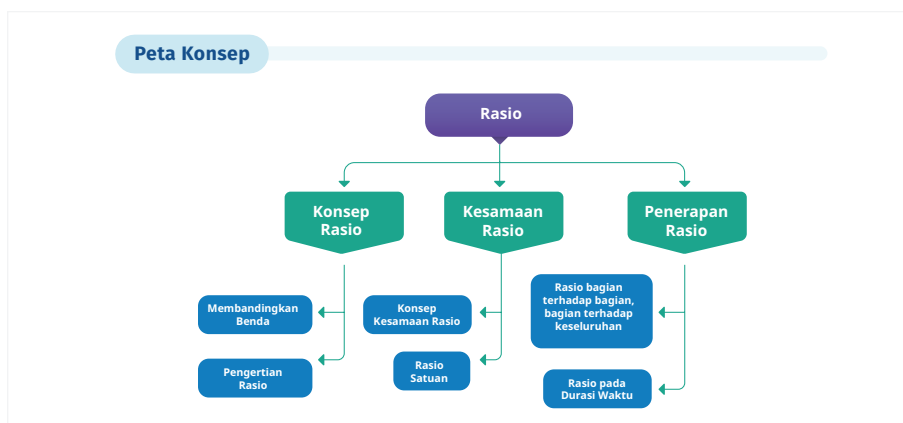 Peta Konsep
Rasio
Konsep
Rasio
Kesamaan
Rasio
Penerapan
Rasio
Membandingkan
Benda
Pengertian
Rasio
Konsep
Kesamaan Rasio
Rasio
Satuan
Rasio bagian
terhadap bagian,
bagian terhadap
keseluruhan
Rasio pada
Durasi Waktu